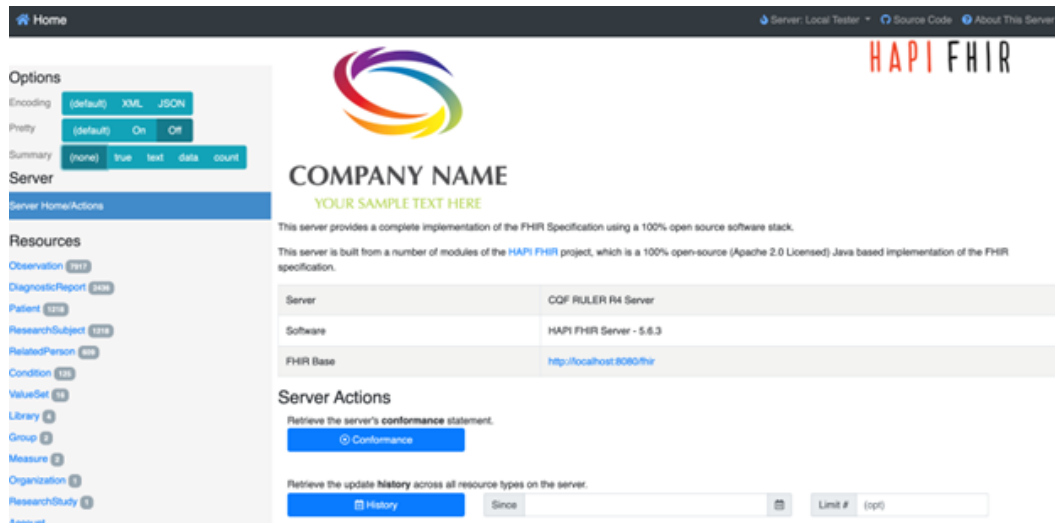 Home
Server: Local Tester
Source Code
About This Server
HAPI FHIR
Options
Encoding (default) XML JSON
Pretty (default) On Off
Summary (none) true text data count
Server
Server Home/Actions
Resources
Observation 7917
DiagnosticReport 2436
Patient 1218
ResearchSubject 1218
RelatedPerson 609
Condition 125
ValueSet
Library 4
Group 2
Measure 2
Organization 1
ResearchStudy 1
Account
COMPANY NAME
YOUR SAMPLE TEXT HERE
This server provides a complete implementation of the FHIR Specification using a 100% open source software stack.
This server is built from a number of modules of the HAPI FHIR project, which is a 100% open-source (Apache 2.0 Licensed) Java based implementation of the FHIR
specification.
Server CQF RULER R4 Server
Software HAPI FHIR Server - 5.6.3
FHIR Base http://localhost:8080/fhir
Server Actions
Retrieve the server's conformance statement.
Conformance
Retrieve the update history across all resource types on the server.
History Since Limit # (opt)